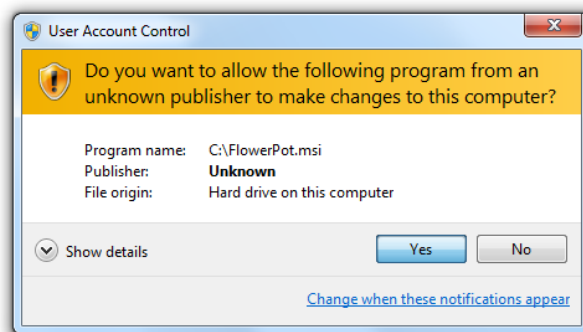 User Account Control
Do you want to allow the following program from an
unknown publisher to make changes to this computer?
Program name: C:\FlowerPot.msi
Publisher: Unknown
File origin: Hard drive on this computer
Show details
Yes No
Change when these notifications appear